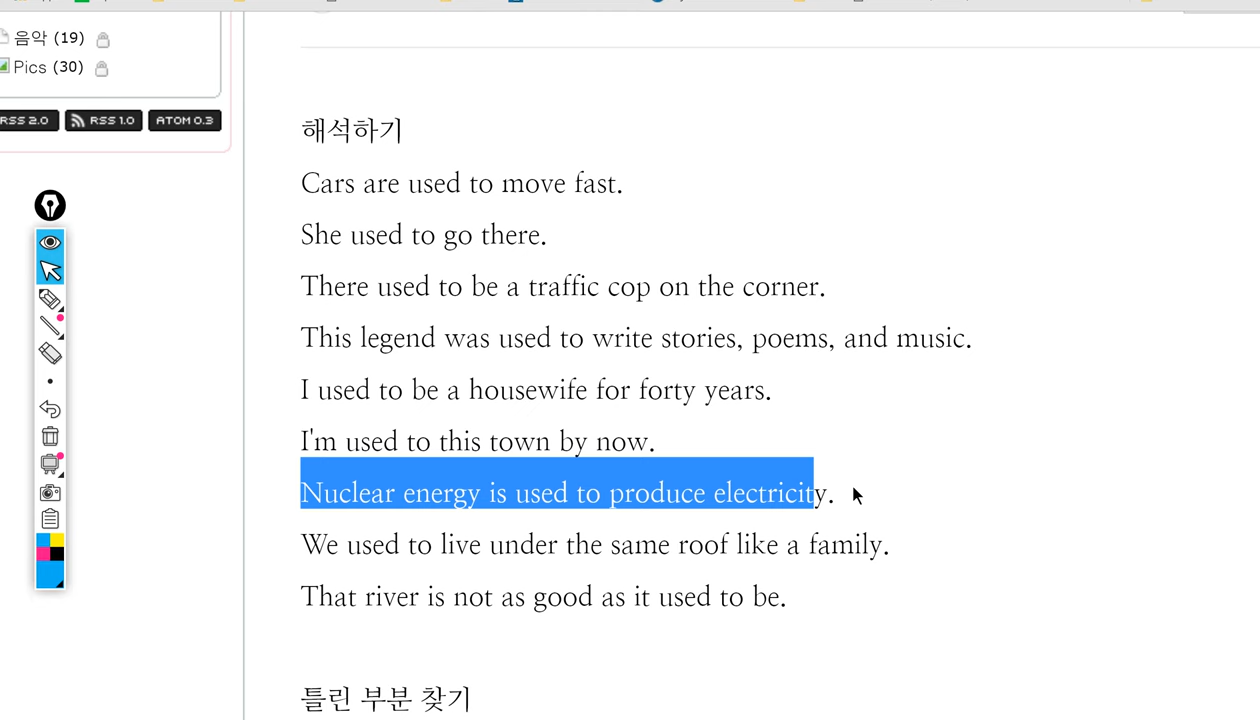 음악 (19)
Pics (30)
RSS 2.0 RSS 1.0 ATOM 0.3
해석하기
Cars are used to move fast.
She used to go there.
There used to be a traffic cop on the corner.
This legend was used to write stories, poems, and music.
I used to be a housewife for forty years.
I'm used to this town by now.
Nuclear energy is used to produce electricity.
We used to live under the same roof like a family.
That river is not as good as it used to be.
틀린 부분 찾기